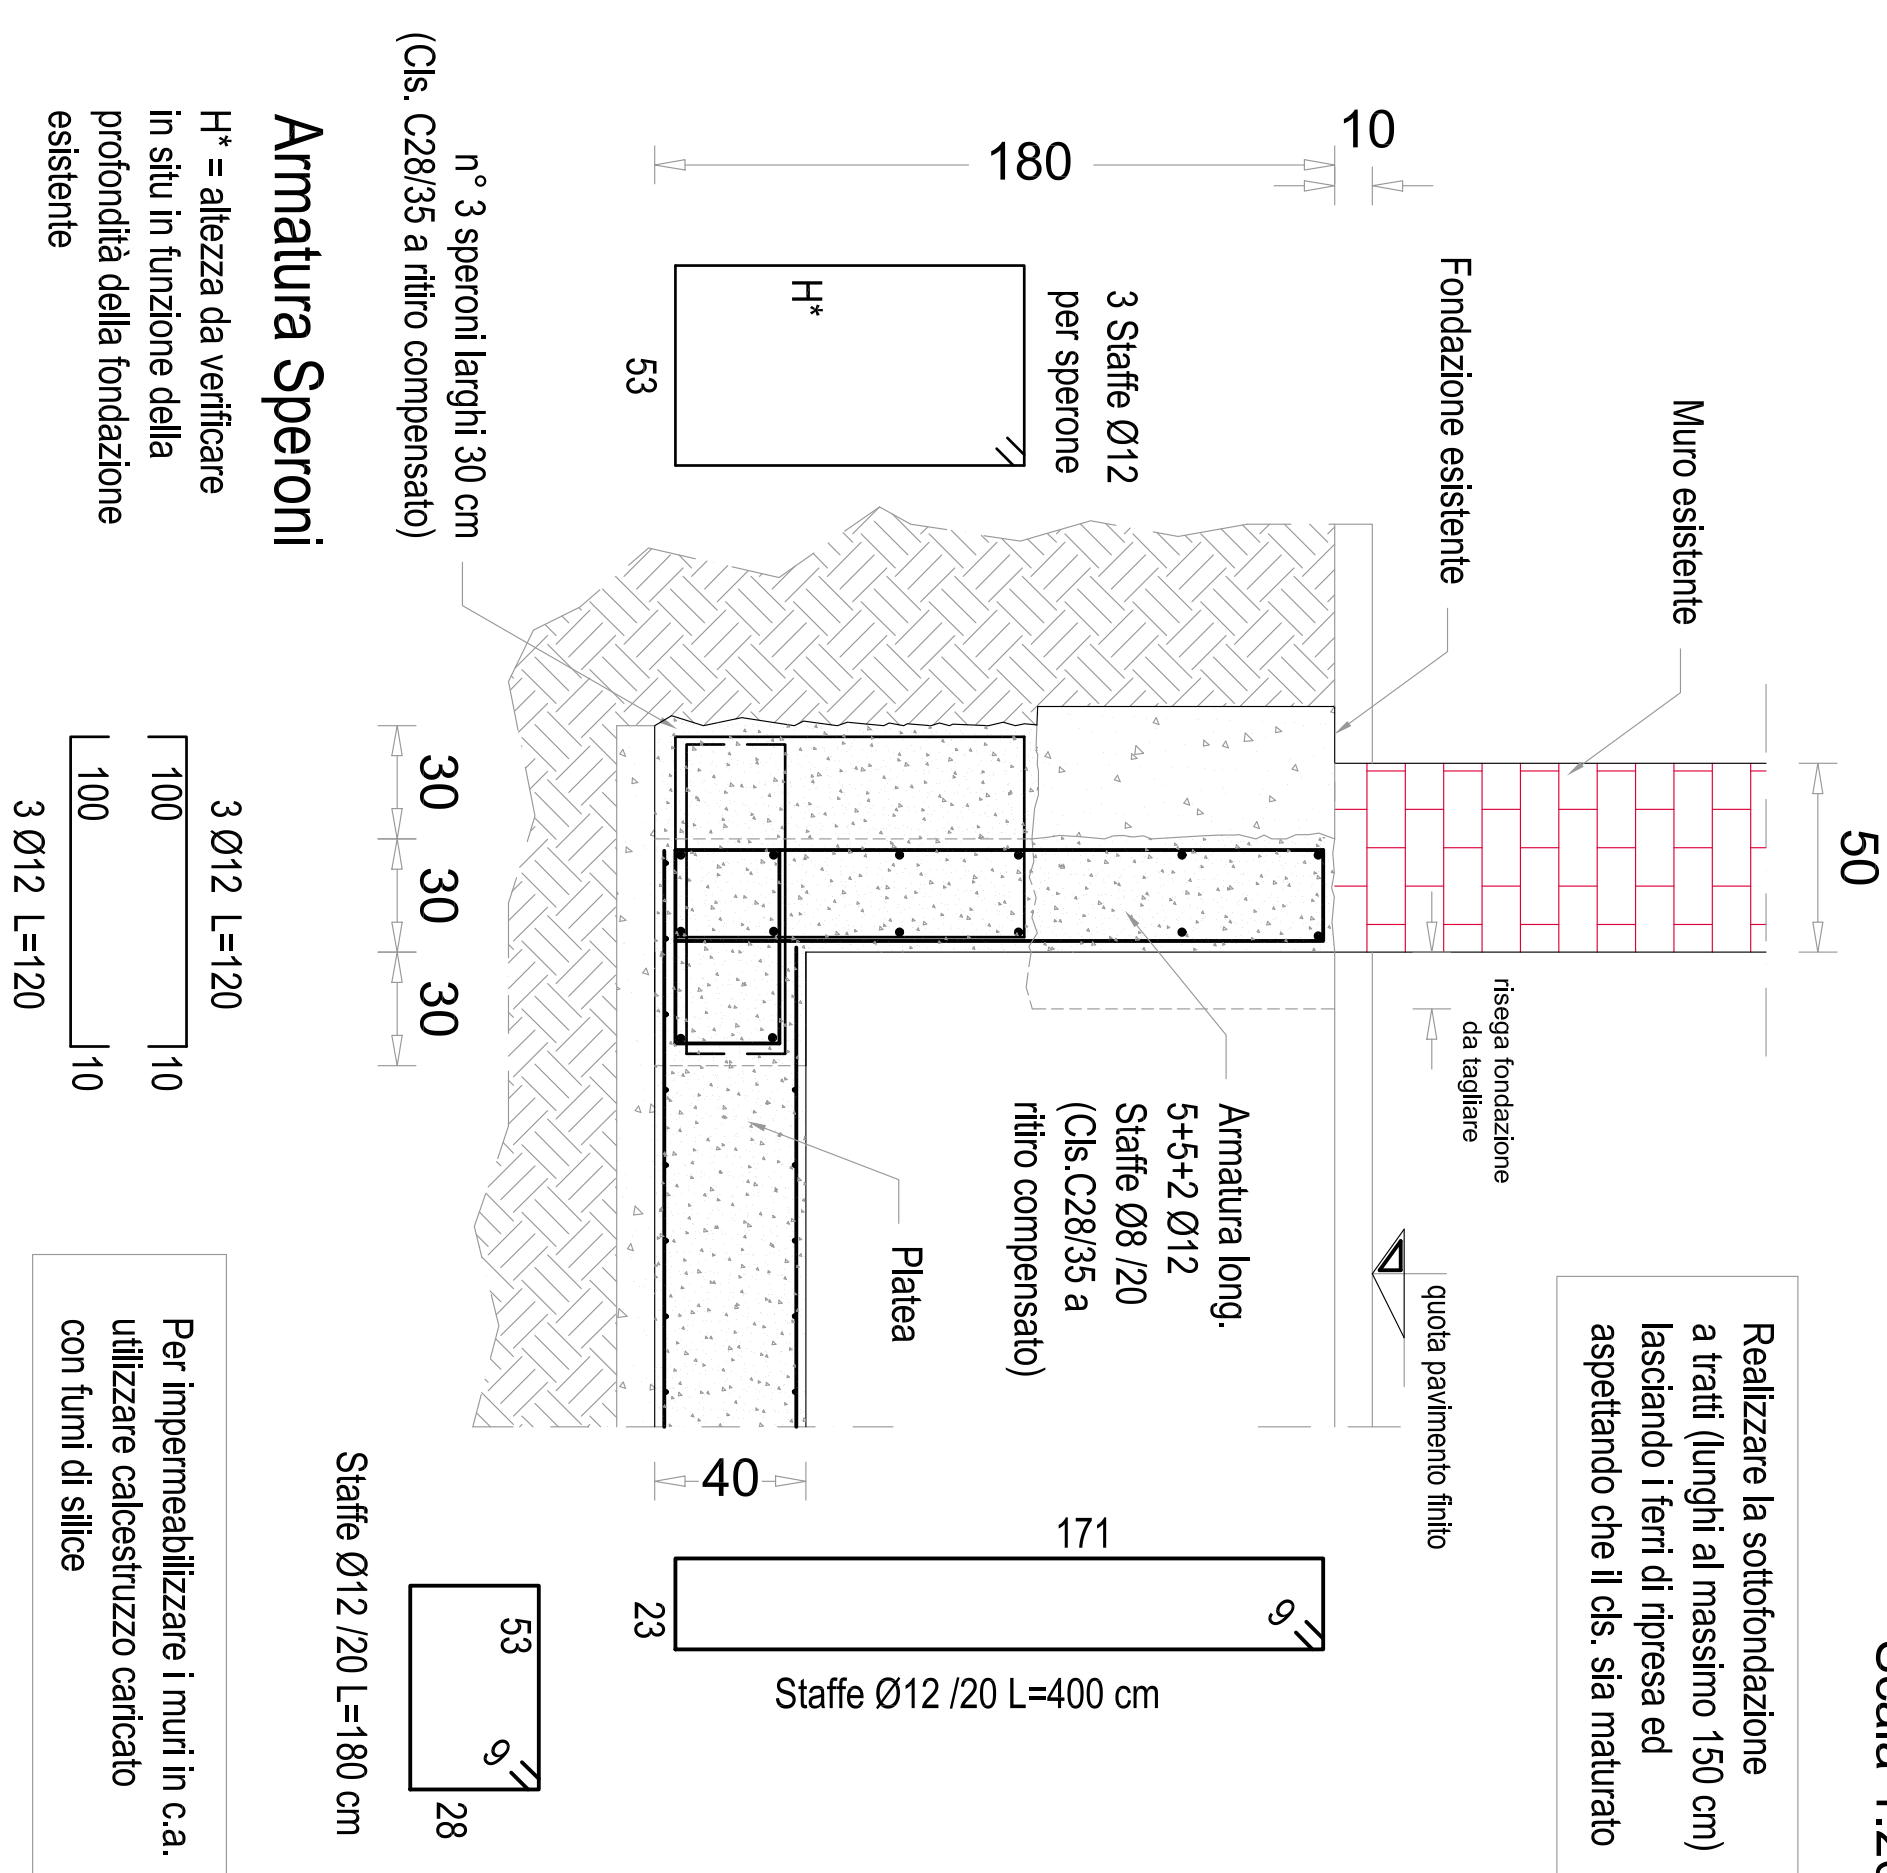 50
Muro esistente
Realizzare la sottofondazione
a tratti (lunghi al massimo 150 cm)
lasciando i ferri di ripresa ed
aspettando che il cls. sia maturato
risega fondazione
da tagliare
10
180
Fondazione esistente
quota pavimento finito
3 Staffe Ø12
per sperone
H*
53
Armatura long.
5+5+2 Ø12
Staffe Ø8 /20
(Cls.C28/35 a
ritiro compensato)
Platea
171
23
9
Staffe Ø12 /20 L=400 cm
40
n° 3 speroni larghi 30 cm
(Cls. C28/35 a ritiro compensato)
30
30
30
53
9
28
Staffe Ø12 /20 L=180 cm
Armatura Speroni
H* = altezza da verificare
in situ in funzione della
profondità della fondazione
esistente
3 Ø12 L=120
100
10
100
10
3 Ø12 L=120
Per impermeabilizzare i muri in c.a.
utilizzare calcestruzzo caricato
con fumi di silice